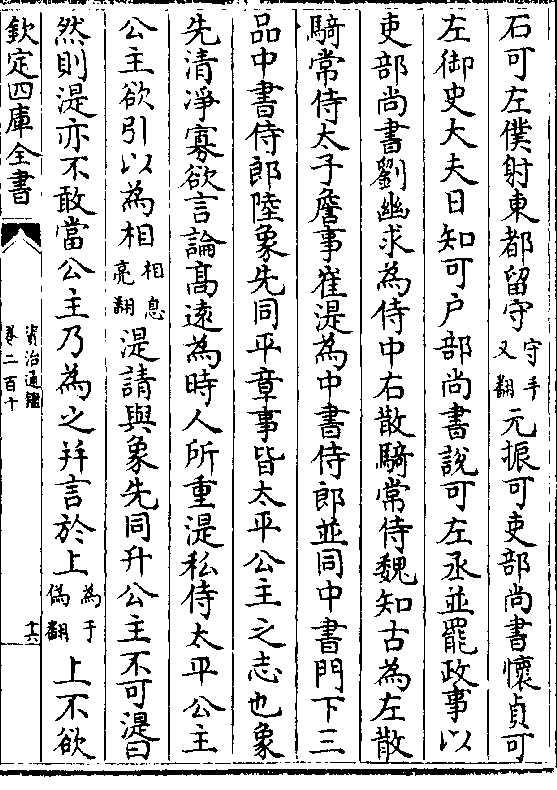 石可左僕射東都留守守手又翻元振可吏部尚書懷貞可
左御史大夫日知可户部尚書説可左丞並罷政事以
吏部尚書劉幽求為侍中右散騎常侍魏知古為左散
騎常侍太子詹事崔湜為中書侍郎並同中書門下三
品中書侍郎陸象先同平章事皆太平公主之志也象
先清淨寡欲言論高遠為時人所重湜私侍太平公主
公主欲引以為相相息亮翻湜請與象先同升公主不可湜曰
然則湜亦不敢當公主乃為之并言於上為于偽翻上不欲
欽定四庫全書
資治通鑑
卷二百十
十六